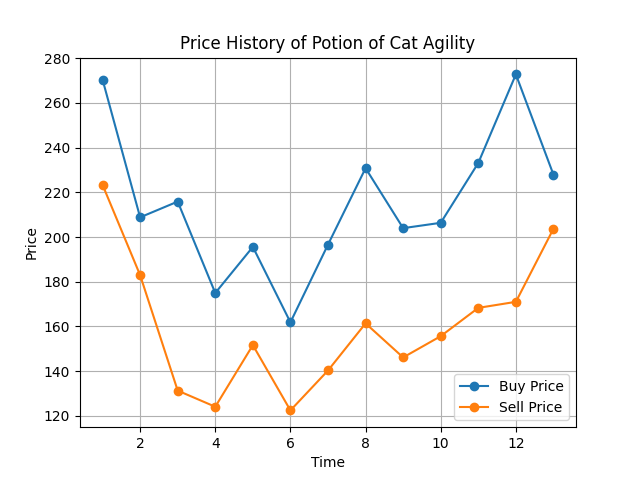 Price History of Potion of Cat Agility
280
260
240
220
200
180
160
140
120
Price
2 4 6 8 10 12
Time
Buy Price
Sell Price